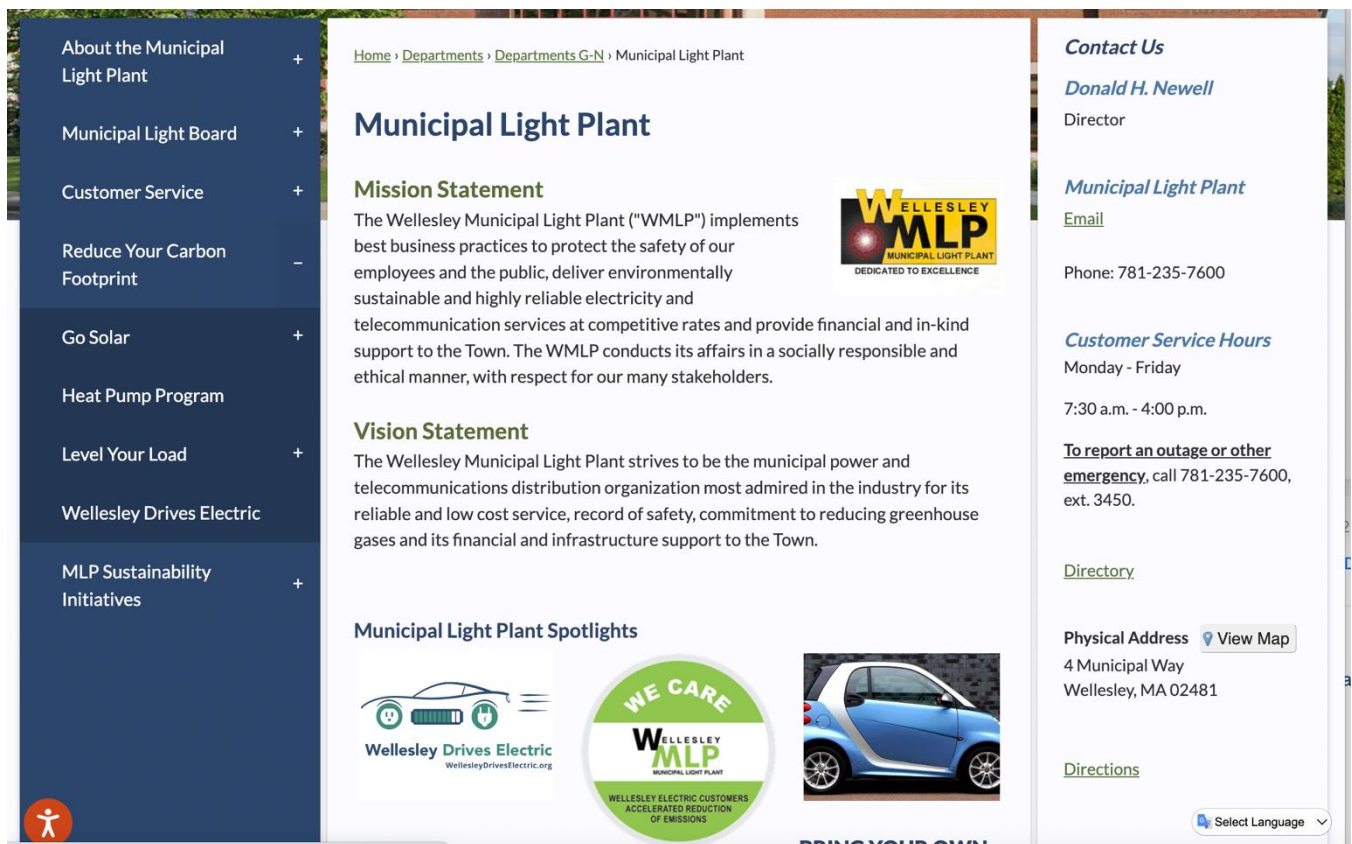 About the Municipal
Light Plant
+
Municipal Light Board
+
Customer Service
+
Reduce Your Carbon
Footprint
–
Go Solar
+
Heat Pump Program
Level Your Load
+
Wellesley Drives Electric
MLP Sustainability
Initiatives
+
Home › Departments › Departments G-N › Municipal Light Plant
Municipal Light Plant
Mission Statement
The Wellesley Municipal Light Plant ("WMLP") implements
best business practices to protect the safety of our
employees and the public, deliver environmentally
sustainable and highly reliable electricity and
telecommunication services at competitive rates and provide financial and in-kind
support to the Town. The WMLP conducts its affairs in a socially responsible and
ethical manner, with respect for our many stakeholders.
WELLESLEY
MLP
MUNICIPAL LIGHT PLANT
DEDICATED TO EXCELLENCE
Vision Statement
The Wellesley Municipal Light Plant strives to be the municipal power and
telecommunications distribution organization most admired in the industry for its
reliable and low cost service, record of safety, commitment to reducing greenhouse
gases and its financial and infrastructure support to the Town.
Municipal Light Plant Spotlights
Wellesley Drives Electric
WellesleyDrivesElectric.org
WE CARE
WELLESLEY
MLP
MUNICIPAL LIGHT PLANT
WELLESLEY ELECTRIC CUSTOMERS
ACCELERATED REDUCTION
OF EMISSIONS
BRING YOUR OWN
Contact Us
Donald H. Newell
Director
Municipal Light Plant
Email
Phone: 781-235-7600
Customer Service Hours
Monday - Friday
7:30 a.m. - 4:00 p.m.
To report an outage or other
emergency, call 781-235-7600,
ext. 3450.
Directory
Physical Address View Map
4 Municipal Way
Wellesley, MA 02481
Directions
Select Language